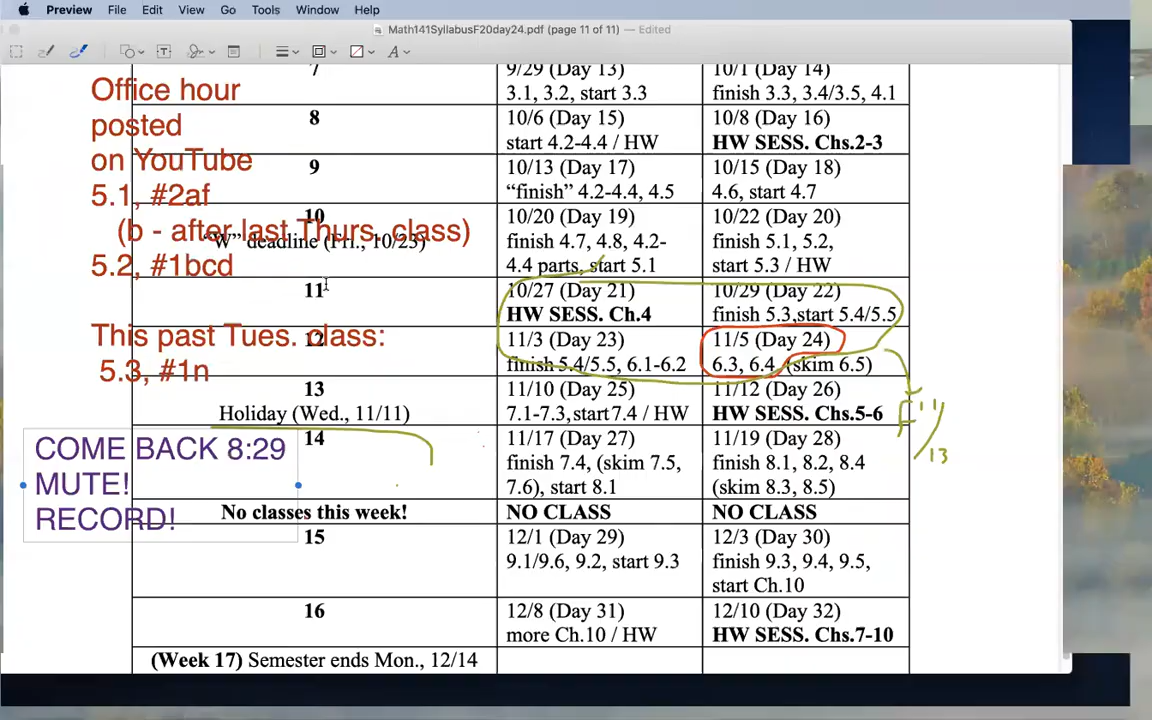 Preview File Edit View Go Tools Window Help
Math141SyllabusF20day24.pdf (page 11 of 11) — Edited
Office hour
posted
on YouTube
5.1, #2af
(b - after last Thurs. class)
5.2, #1bcd
This past Tues. class:
5.3, #1n
COME BACK 8:29
MUTE!
RECORD!
7 9/29 (Day 13) 10/1 (Day 14)
3.1, 3.2, start 3.3 finish 3.3, 3.4/3.5, 4.1
8 10/6 (Day 15) 10/8 (Day 16)
start 4.2-4.4 / HW HW SESS. Chs.2-3
9 10/13 (Day 17) 10/15 (Day 18)
“finish” 4.2-4.4, 4.5 4.6, start 4.7
10 10/20 (Day 19) 10/22 (Day 20)
“W” deadline (Fri., 10/23) finish 4.7, 4.8, 4.2- finish 5.1, 5.2,
4.4 parts, start 5.1 start 5.3 / HW
11 10/27 (Day 21) 10/29 (Day 22)
HW SESS. Ch.4 finish 5.3,start 5.4/5.5
12 11/3 (Day 23) 11/5 (Day 24)
finish 5.4/5.5, 6.1-6.2 6.3, 6.4 (skim 6.5)
13 11/10 (Day 25) 11/12 (Day 26)
Holiday (Wed., 11/11) 7.1-7.3,start7.4 / HW HW SESS. Chs.5-6
F 11/13
14 11/17 (Day 27) 11/19 (Day 28)
finish 7.4, (skim 7.5, finish 8.1, 8.2, 8.4
7.6), start 8.1 (skim 8.3, 8.5)
No classes this week! NO CLASS NO CLASS
15 12/1 (Day 29) 12/3 (Day 30)
9.1/9.6, 9.2, start 9.3 finish 9.3, 9.4, 9.5,
start Ch.10
16 12/8 (Day 31) 12/10 (Day 32)
more Ch.10 / HW HW SESS. Chs.7-10
(Week 17) Semester ends Mon., 12/14